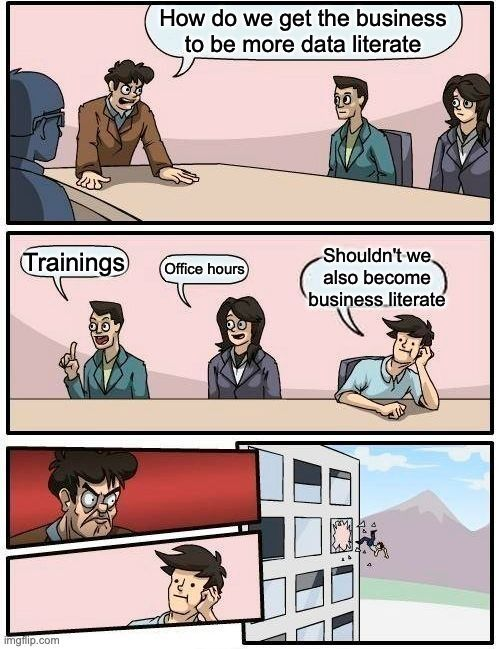 How do we get the business
to be more data literate
Trainings
Office hours
Shouldn't we
also become
business literate
imgflip.com